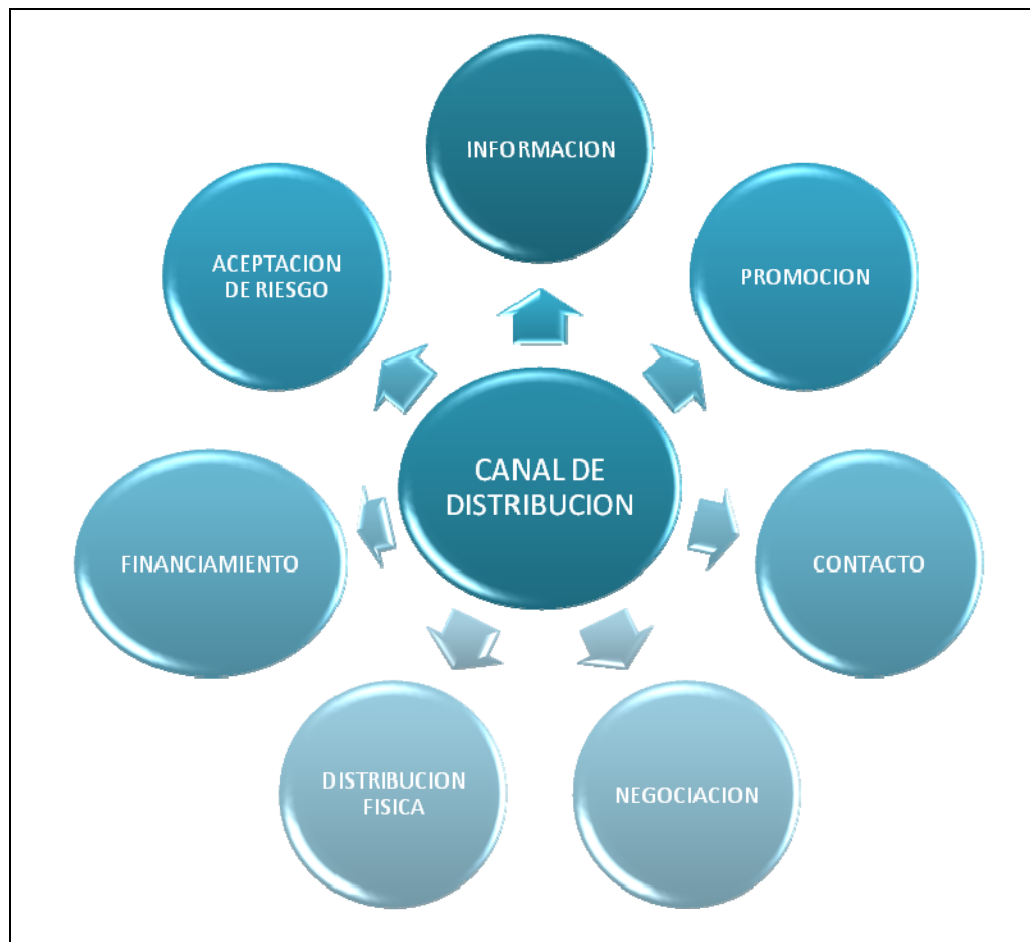 INFORMACION
PROMOCION
CONTACTO
NEGOCIACION
DISTRIBUCION
FISICA
FINANCIAMIENTO
ACEPTACION
DE RIESGO
CANAL DE
DISTRIBUCION